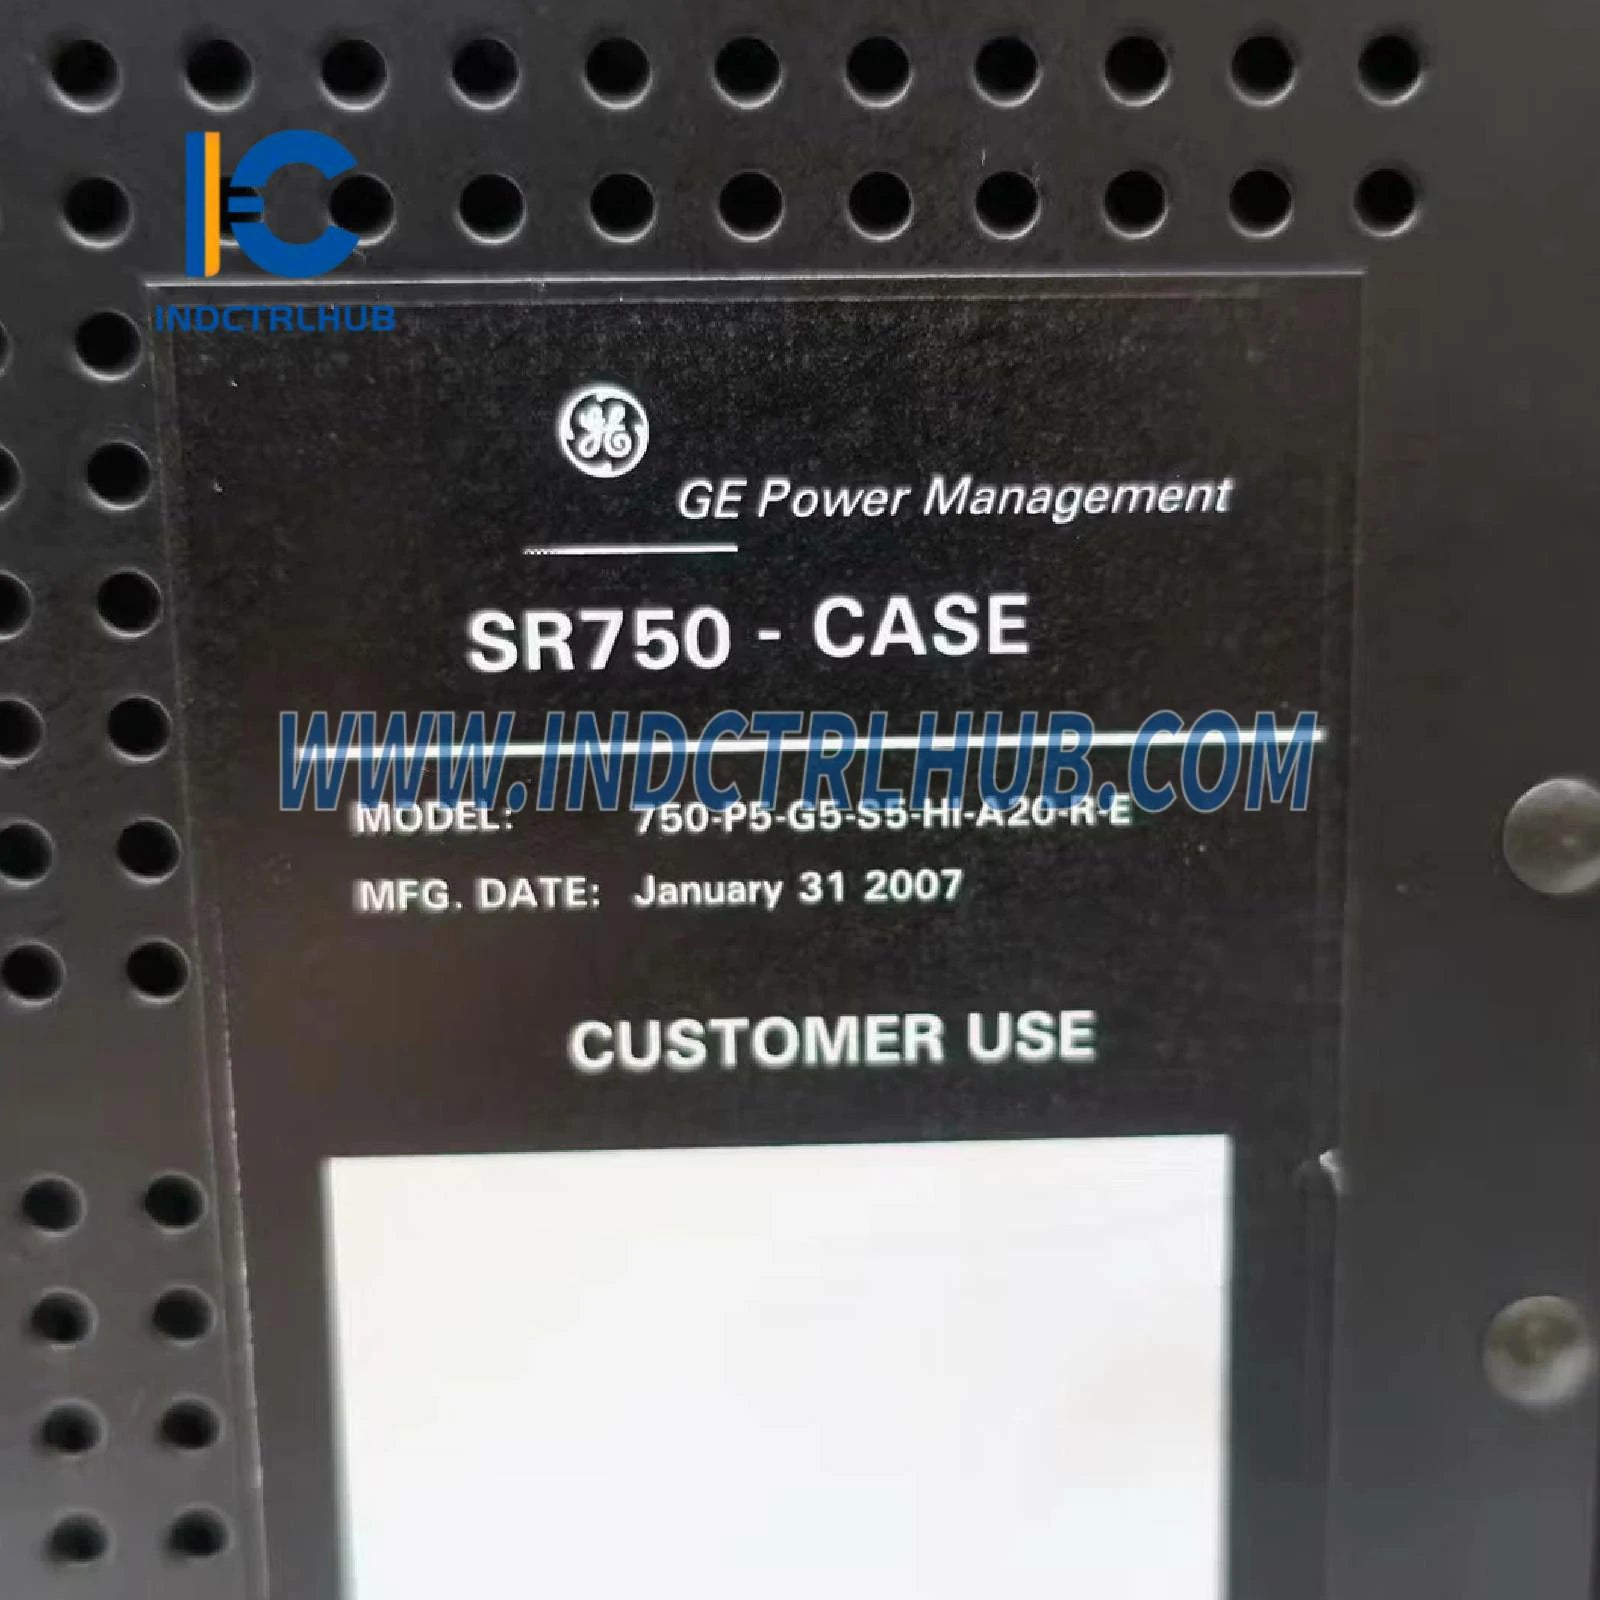 INDCTRLHUB
GE Power Management
SR750 - CASE
WWW.INDCTRLHUB.COM
MODEL: 750-P5-G5-S5-HI-A20-R-E
MFG. DATE: January 31 2007
CUSTOMER USE